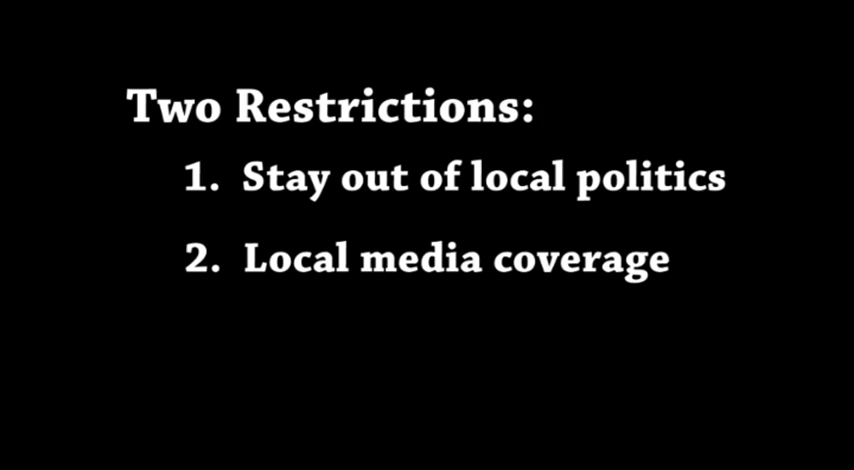 Two Restrictions:
1. Stay out of local politics
2. Local media coverage